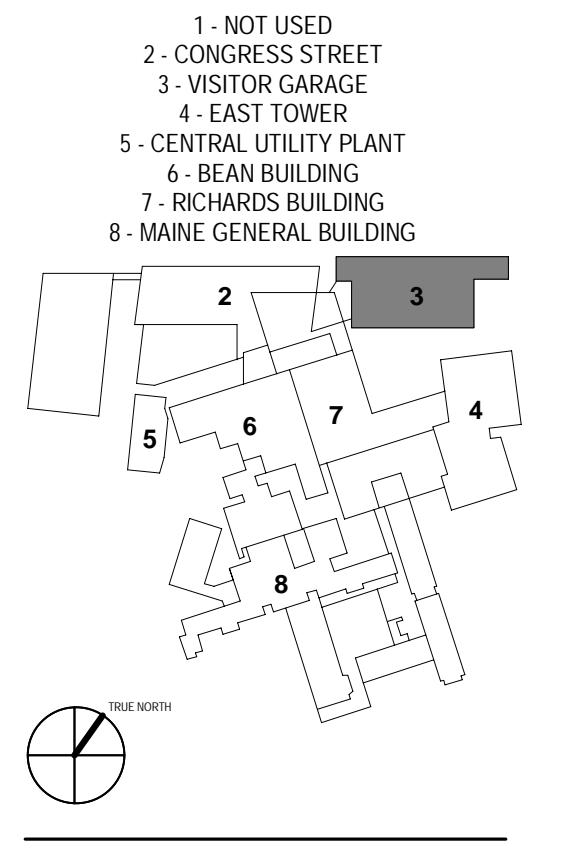 1 - NOT USED
2 - CONGRESS STREET
3 - VISITOR GARAGE
4 - EAST TOWER
5 - CENTRAL UTILITY PLANT
6 - BEAN BUILDING
7 - RICHARDS BUILDING
8 - MAINE GENERAL BUILDING
2
3
4
7
6
5
8
TRUE NORTH